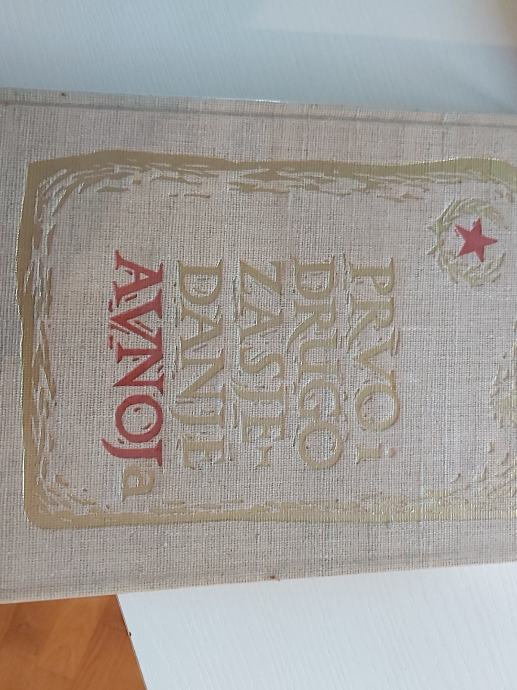 PRVO i
DRUGO
ZASJE-
DANJE
AVNOJa